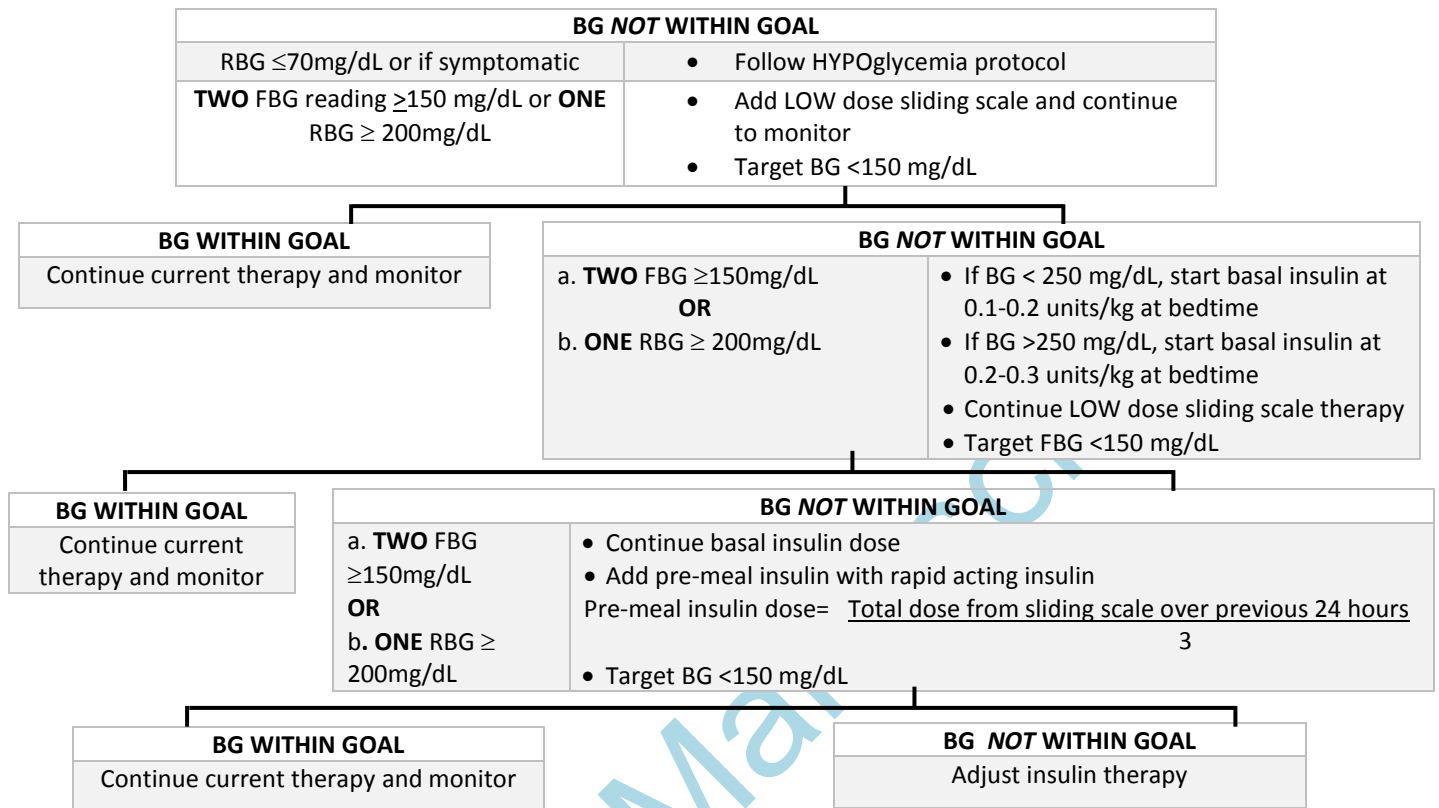 BG NOT WITHIN GOAL
RBG ≤70mg/dL or if symptomatic
• Follow HYPOglycemia protocol
TWO FBG reading ≥150 mg/dL or ONE
RBG ≥ 200mg/dL
• Add LOW dose sliding scale and continue
to monitor
• Target BG <150 mg/dL
BG WITHIN GOAL
Continue current therapy and monitor
BG NOT WITHIN GOAL
a. TWO FBG ≥150mg/dL
OR
b. ONE RBG ≥ 200mg/dL
• If BG < 250 mg/dL, start basal insulin at
0.1-0.2 units/kg at bedtime
• If BG >250 mg/dL, start basal insulin at
0.2-0.3 units/kg at bedtime
• Continue LOW dose sliding scale therapy
• Target FBG <150 mg/dL
BG WITHIN GOAL
Continue current
therapy and monitor
BG NOT WITHIN GOAL
a. TWO FBG
≥150mg/dL
OR
b. ONE RBG ≥
200mg/dL
• Continue basal insulin dose
• Add pre-meal insulin with rapid acting insulin
Pre-meal insulin dose= Total dose from sliding scale over previous 24 hours
3
• Target BG <150 mg/dL
BG WITHIN GOAL
Continue current therapy and monitor
BG NOT WITHIN GOAL
Adjust insulin therapy